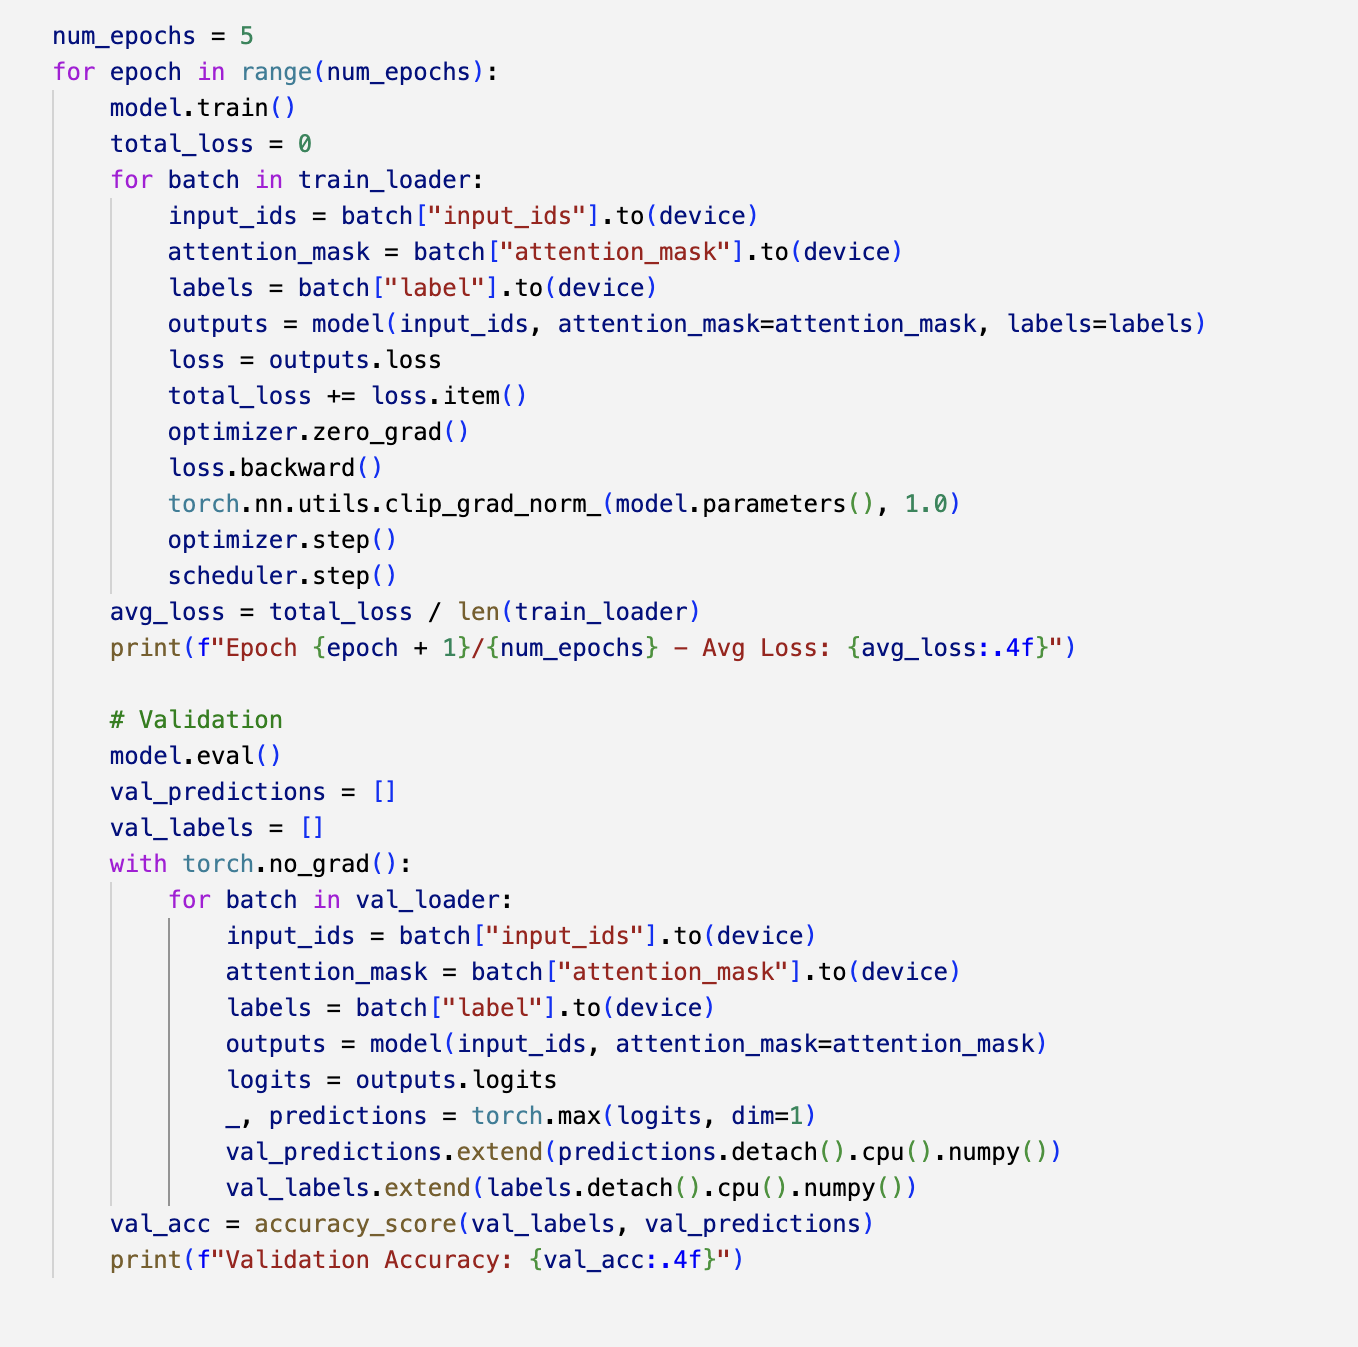 num_epochs = 5
for epoch in range(num_epochs):
    model.train()
    total_loss = 0
    for batch in train_loader:
        input_ids = batch["input_ids"].to(device)
        attention_mask = batch["attention_mask"].to(device)
        labels = batch["label"].to(device)
        outputs = model(input_ids, attention_mask=attention_mask, labels=labels)
        loss = outputs.loss
        total_loss += loss.item()
        optimizer.zero_grad()
        loss.backward()
        torch.nn.utils.clip_grad_norm_(model.parameters(), 1.0)
        optimizer.step()
        scheduler.step()
    avg_loss = total_loss / len(train_loader)
    print(f"Epoch {epoch + 1}/{num_epochs} – Avg Loss: {avg_loss:.4f}")

    # Validation
    model.eval()
    val_predictions = []
    val_labels = []
    with torch.no_grad():
        for batch in val_loader:
            input_ids = batch["input_ids"].to(device)
            attention_mask = batch["attention_mask"].to(device)
            labels = batch["label"].to(device)
            outputs = model(input_ids, attention_mask=attention_mask)
            logits = outputs.logits
            _, predictions = torch.max(logits, dim=1)
            val_predictions.extend(predictions.detach().cpu().numpy())
            val_labels.extend(labels.detach().cpu().numpy())
    val_acc = accuracy_score(val_labels, val_predictions)
    print(f"Validation Accuracy: {val_acc:.4f}")